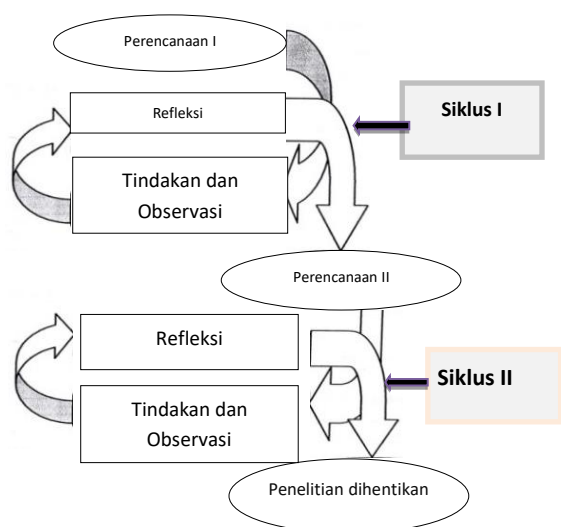 Perencanaan I
Refleksi
Siklus I
Tindakan dan
Observasi
Perencanaan II
Refleksi
Siklus II
Tindakan dan
Observasi
Penelitian dihentikan